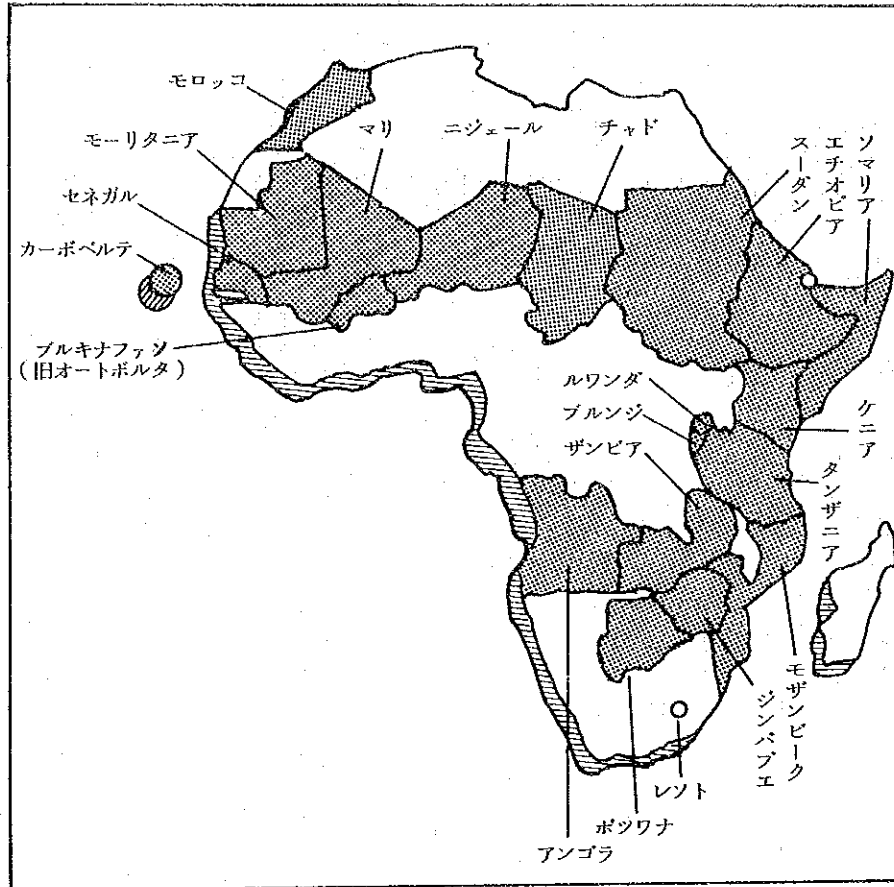 モロッコ
モーリタニア
マリ
ニジェール
チャド
スーダン
エチオピア
ソマリア
セネガル
カーボベルデ
ブルキナファソ
(旧オートボルタ)
ルワンダ
ブルンジ
ザンビア
ケニア
タンザニア
モザンビーク
ジンバブエ
レソト
ボツワナ
アンゴラ